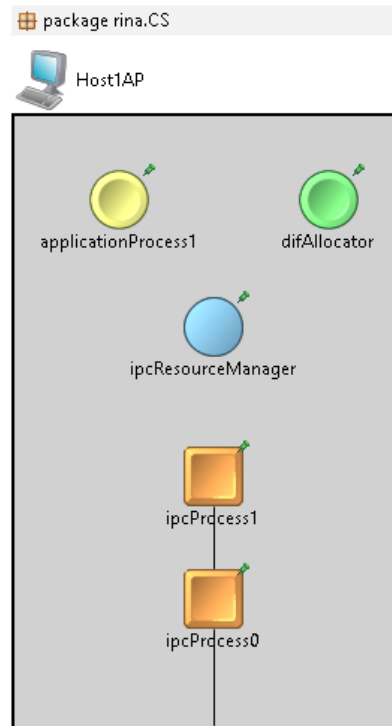 package rina.CS
Host1AP
applicationProcess1
difAllocator
ipcResourceManager
ipcProcess1
ipcProcess0